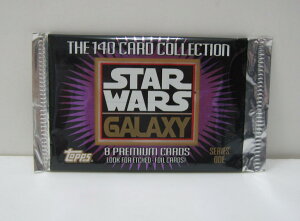 THE 140 CARD COLLECTION
STAR
WARS
GALAXY
8 PREMIUM CARDS
LOOK FOR ETCHED FOIL CARDS!
Topps
SERIES
ONE